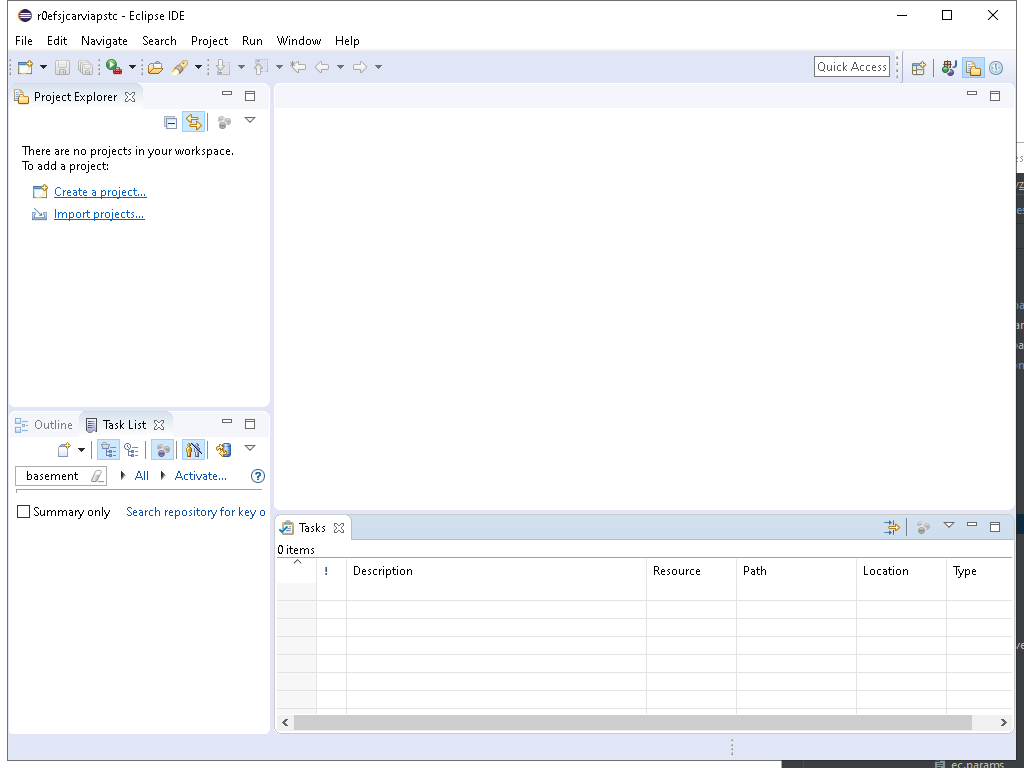 r0efsjcarviapstc - Eclipse IDE
File Edit Navigate Search Project Run Window Help
Quick Access
Project Explorer
There are no projects in your workspace.
To add a project:
Create a project...
Import projects...
Outline Task List
basement All Activate...
Summary only Search repository for key o
Tasks
0 items
! Description Resource Path Location Type
ec.params